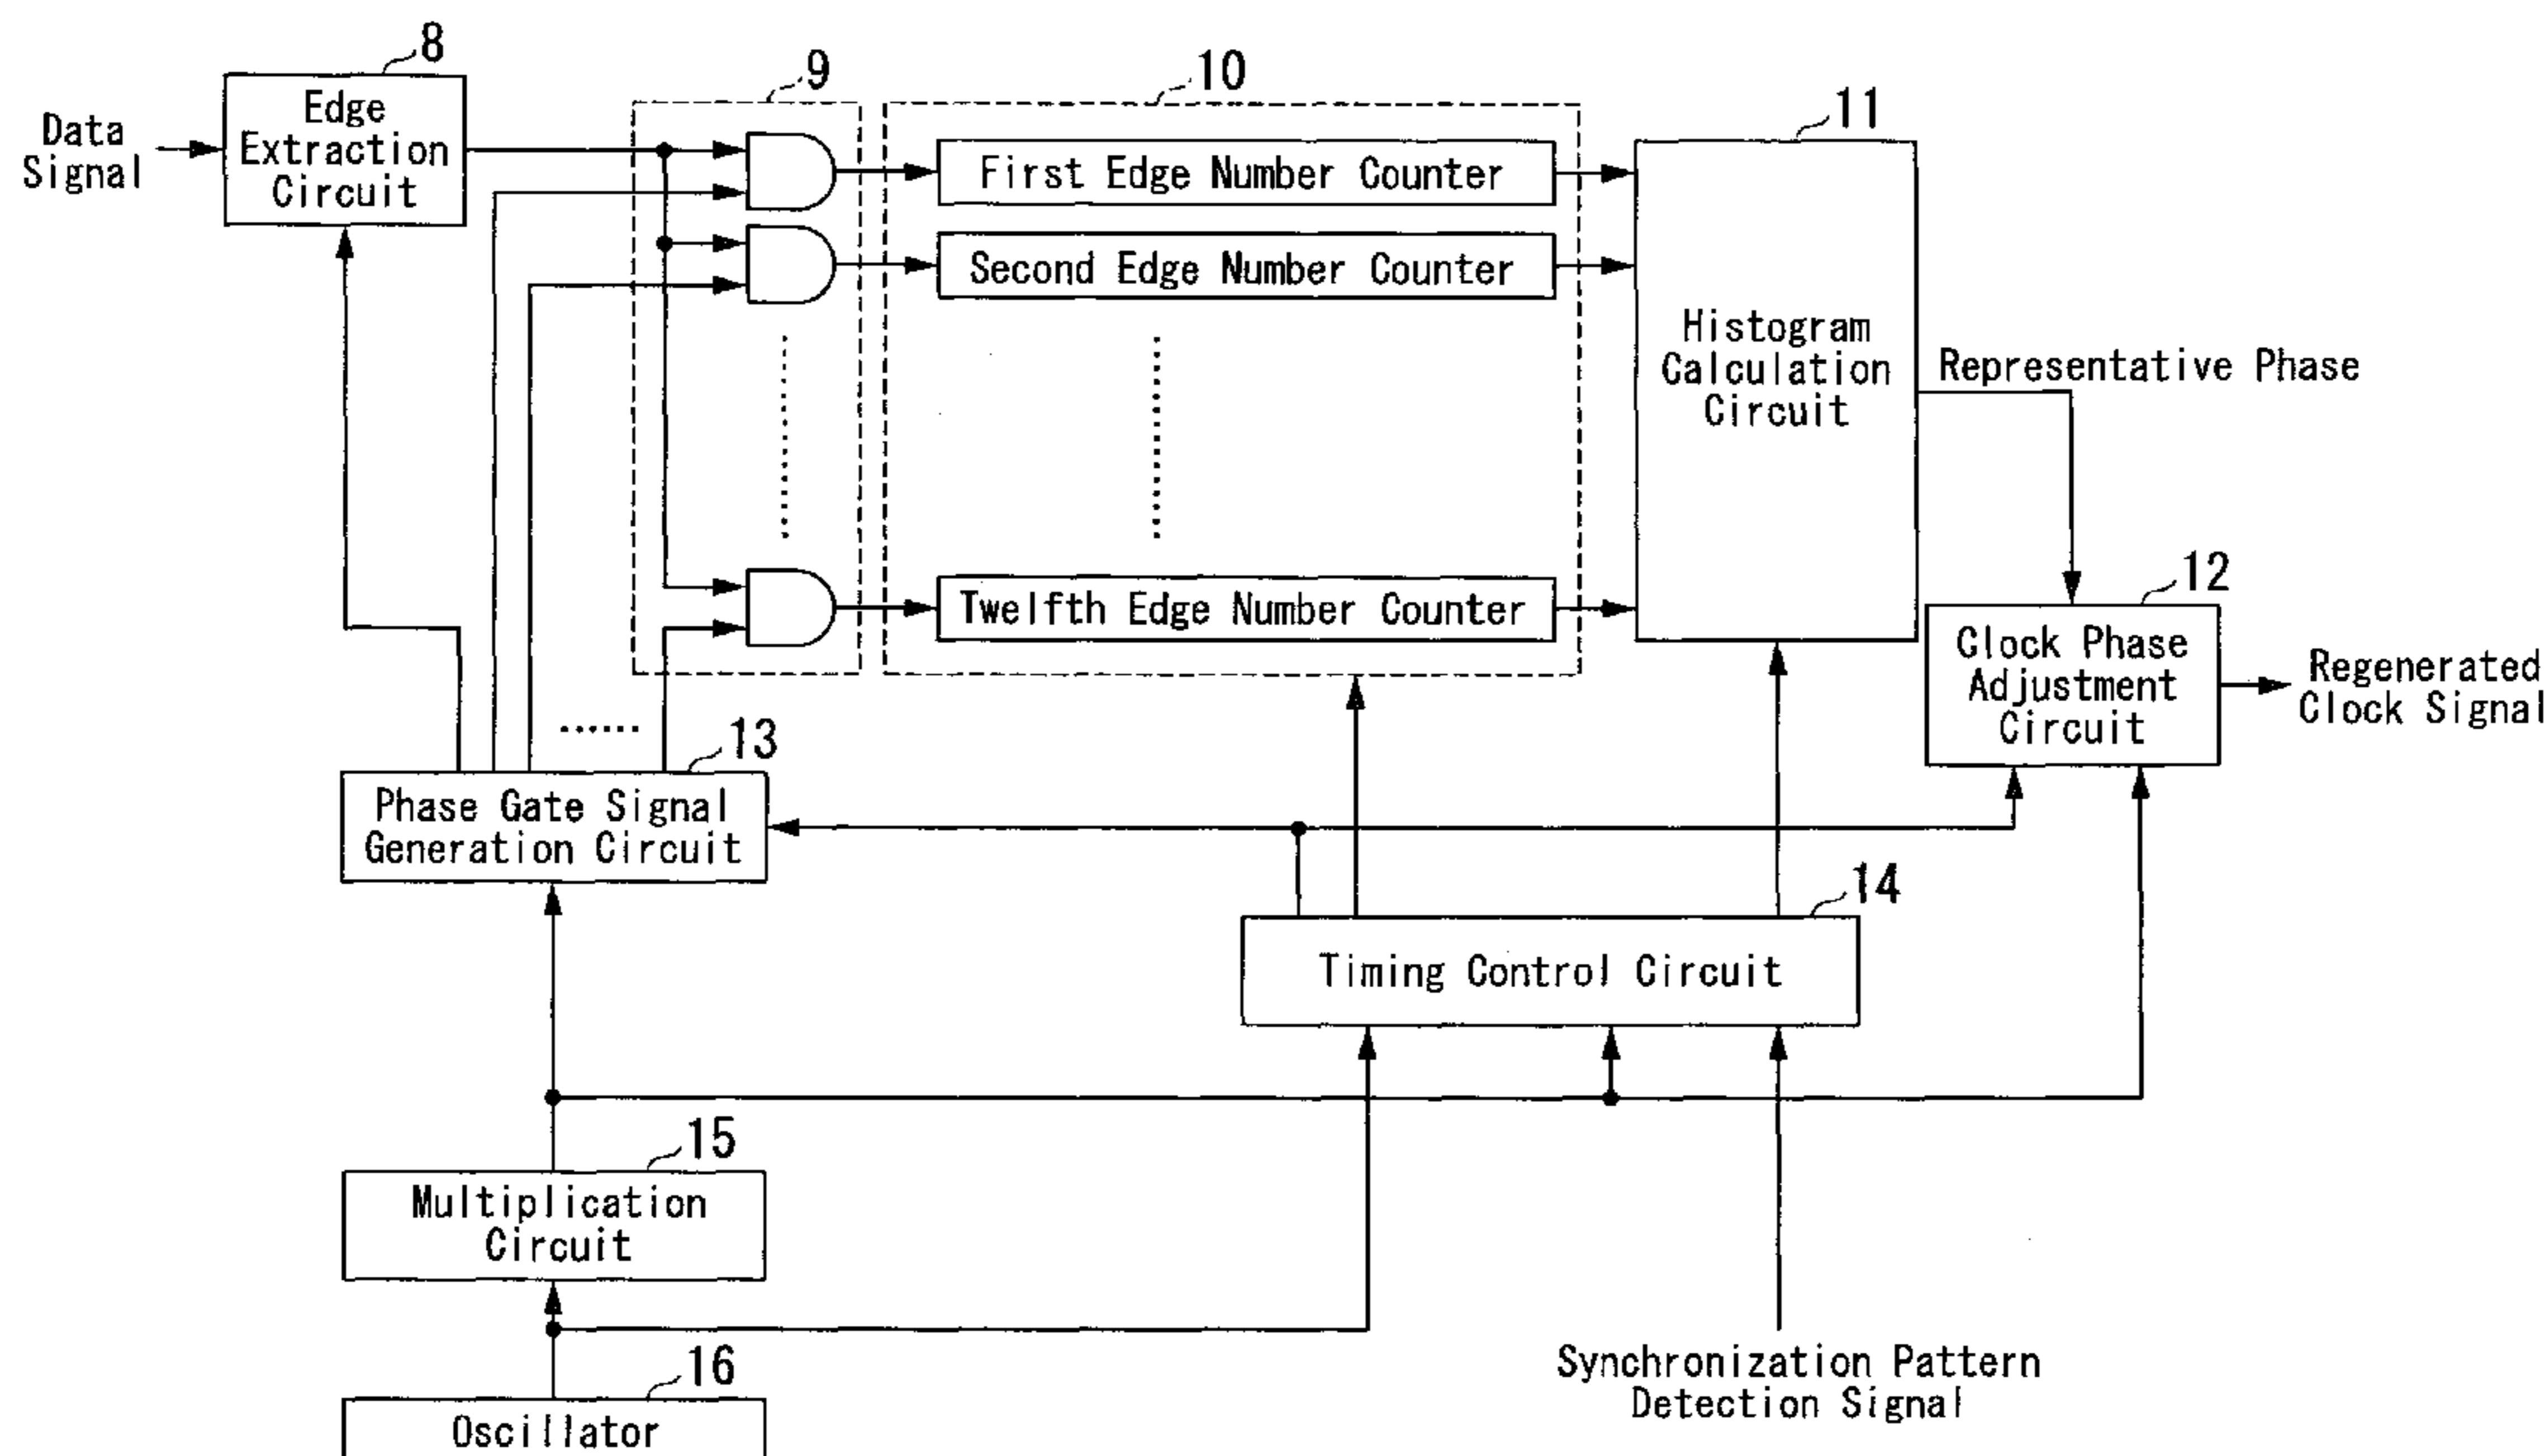 8
Edge
Extraction
Circuit
Data
Signal
9
10
First Edge Number Counter
Second Edge Number Counter
Twelfth Edge Number Counter
11
Histogram
Calculation
Circuit
Representative Phase
12
Clock Phase
Adjustment
Circuit
Regenerated
Clock Signal
13
Phase Gate Signal
Generation Circuit
14
Timing Control Circuit
15
Multiplication
Circuit
16
Oscillator
Synchronization Pattern
Detection Signal